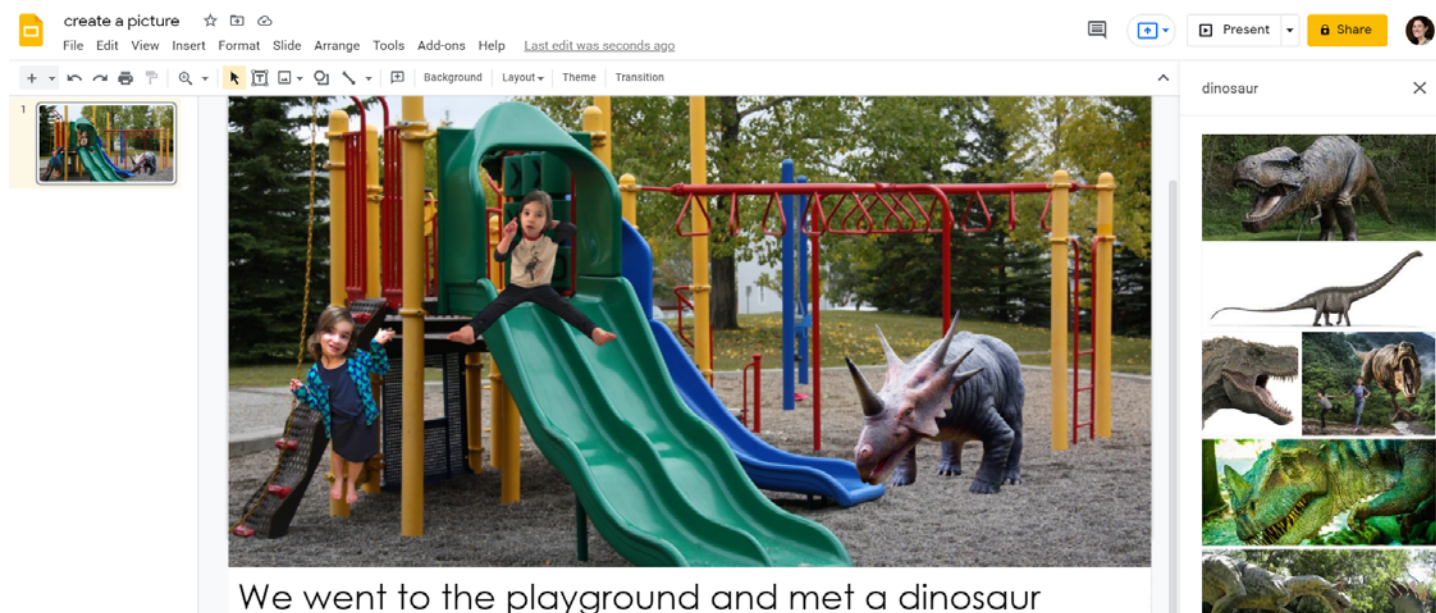 create a picture
File Edit View Insert Format Slide Arrange Tools Add-ons Help Last edit was seconds ago
Present
Share
Background Layout Theme Transition
dinosaur
1
We went to the playground and met a dinosaur